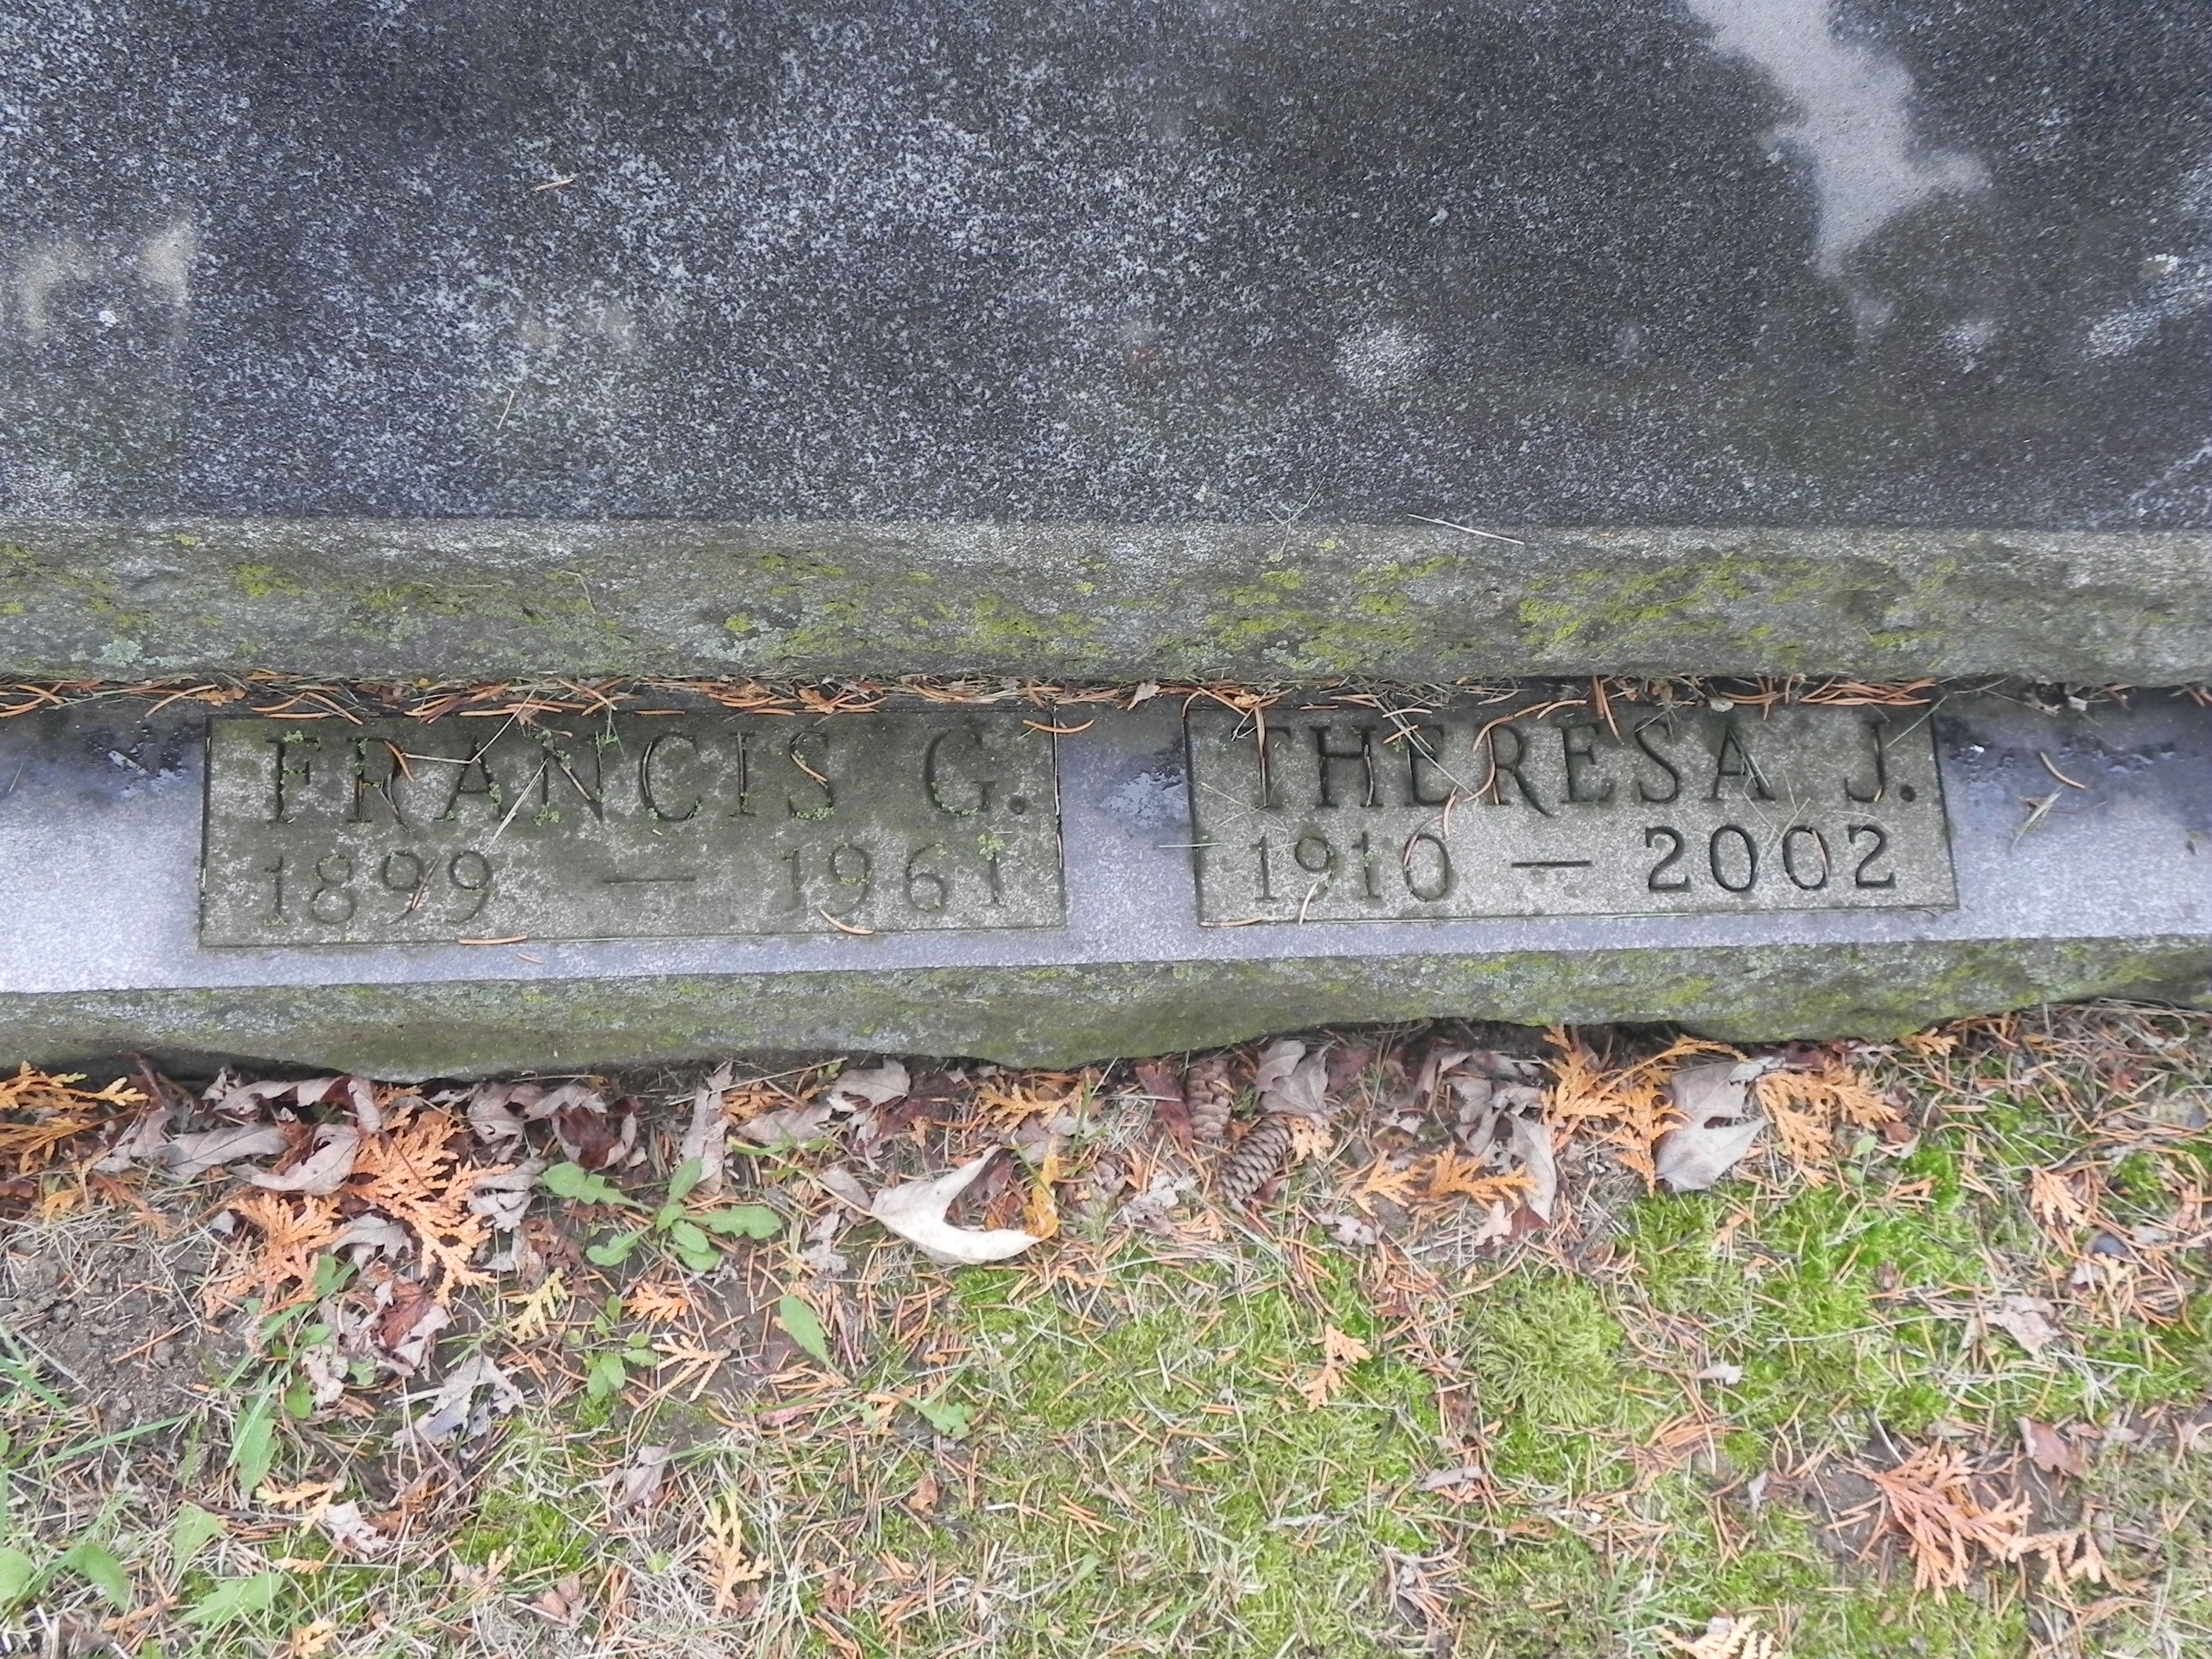 FRANCIS G.
1899 — 1961
THERESA J.
1910 — 2002